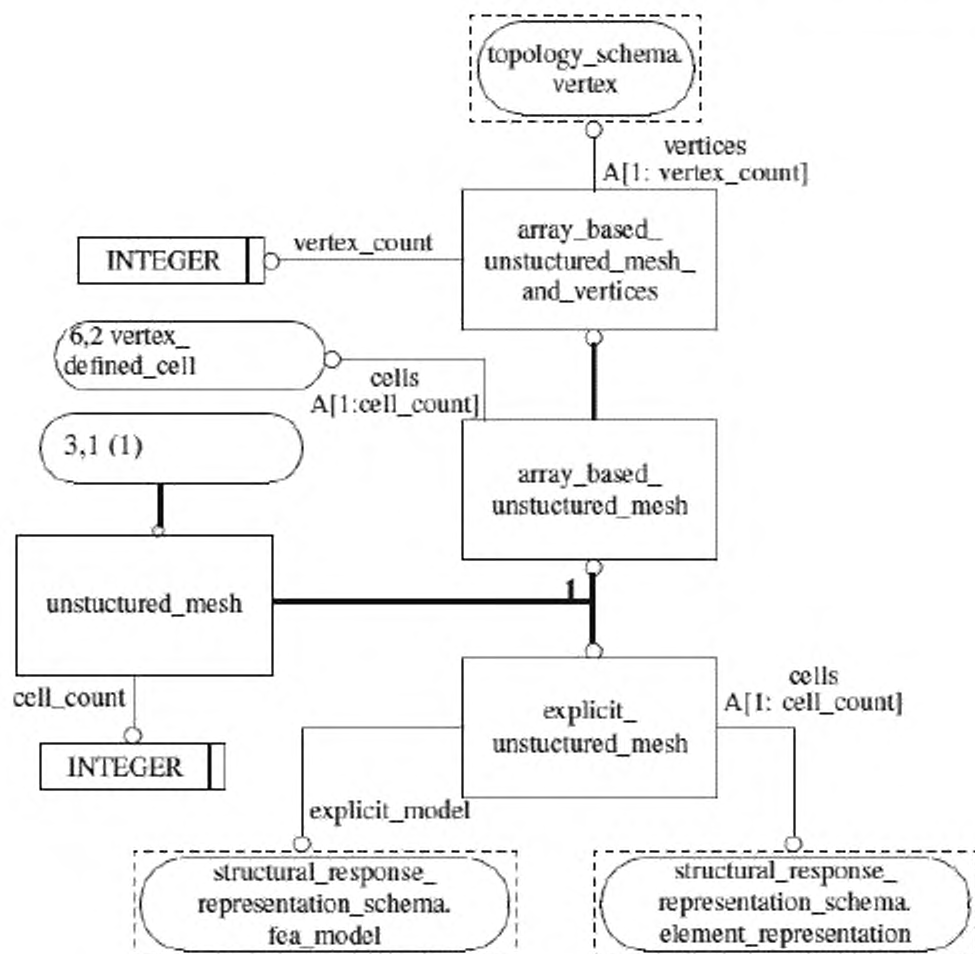 topology_schema.
vertex
vertices
A[1: vertex_count]
array_based_
unstuctured_mesh_
and_vertices
vertex_count
INTEGER
6,2 vertex_
defined_cell
cells
A[1:cell_count]
3,1 (1)
array_based_
unstuctured_mesh
1
unstuctured_mesh
cell_count
INTEGER
explicit_
unstuctured_mesh
cells
A[1: cell_count]
explicit_model
structural_response_
representation_schema.
fea_model
structural_response_
representation_schema.
element_representation